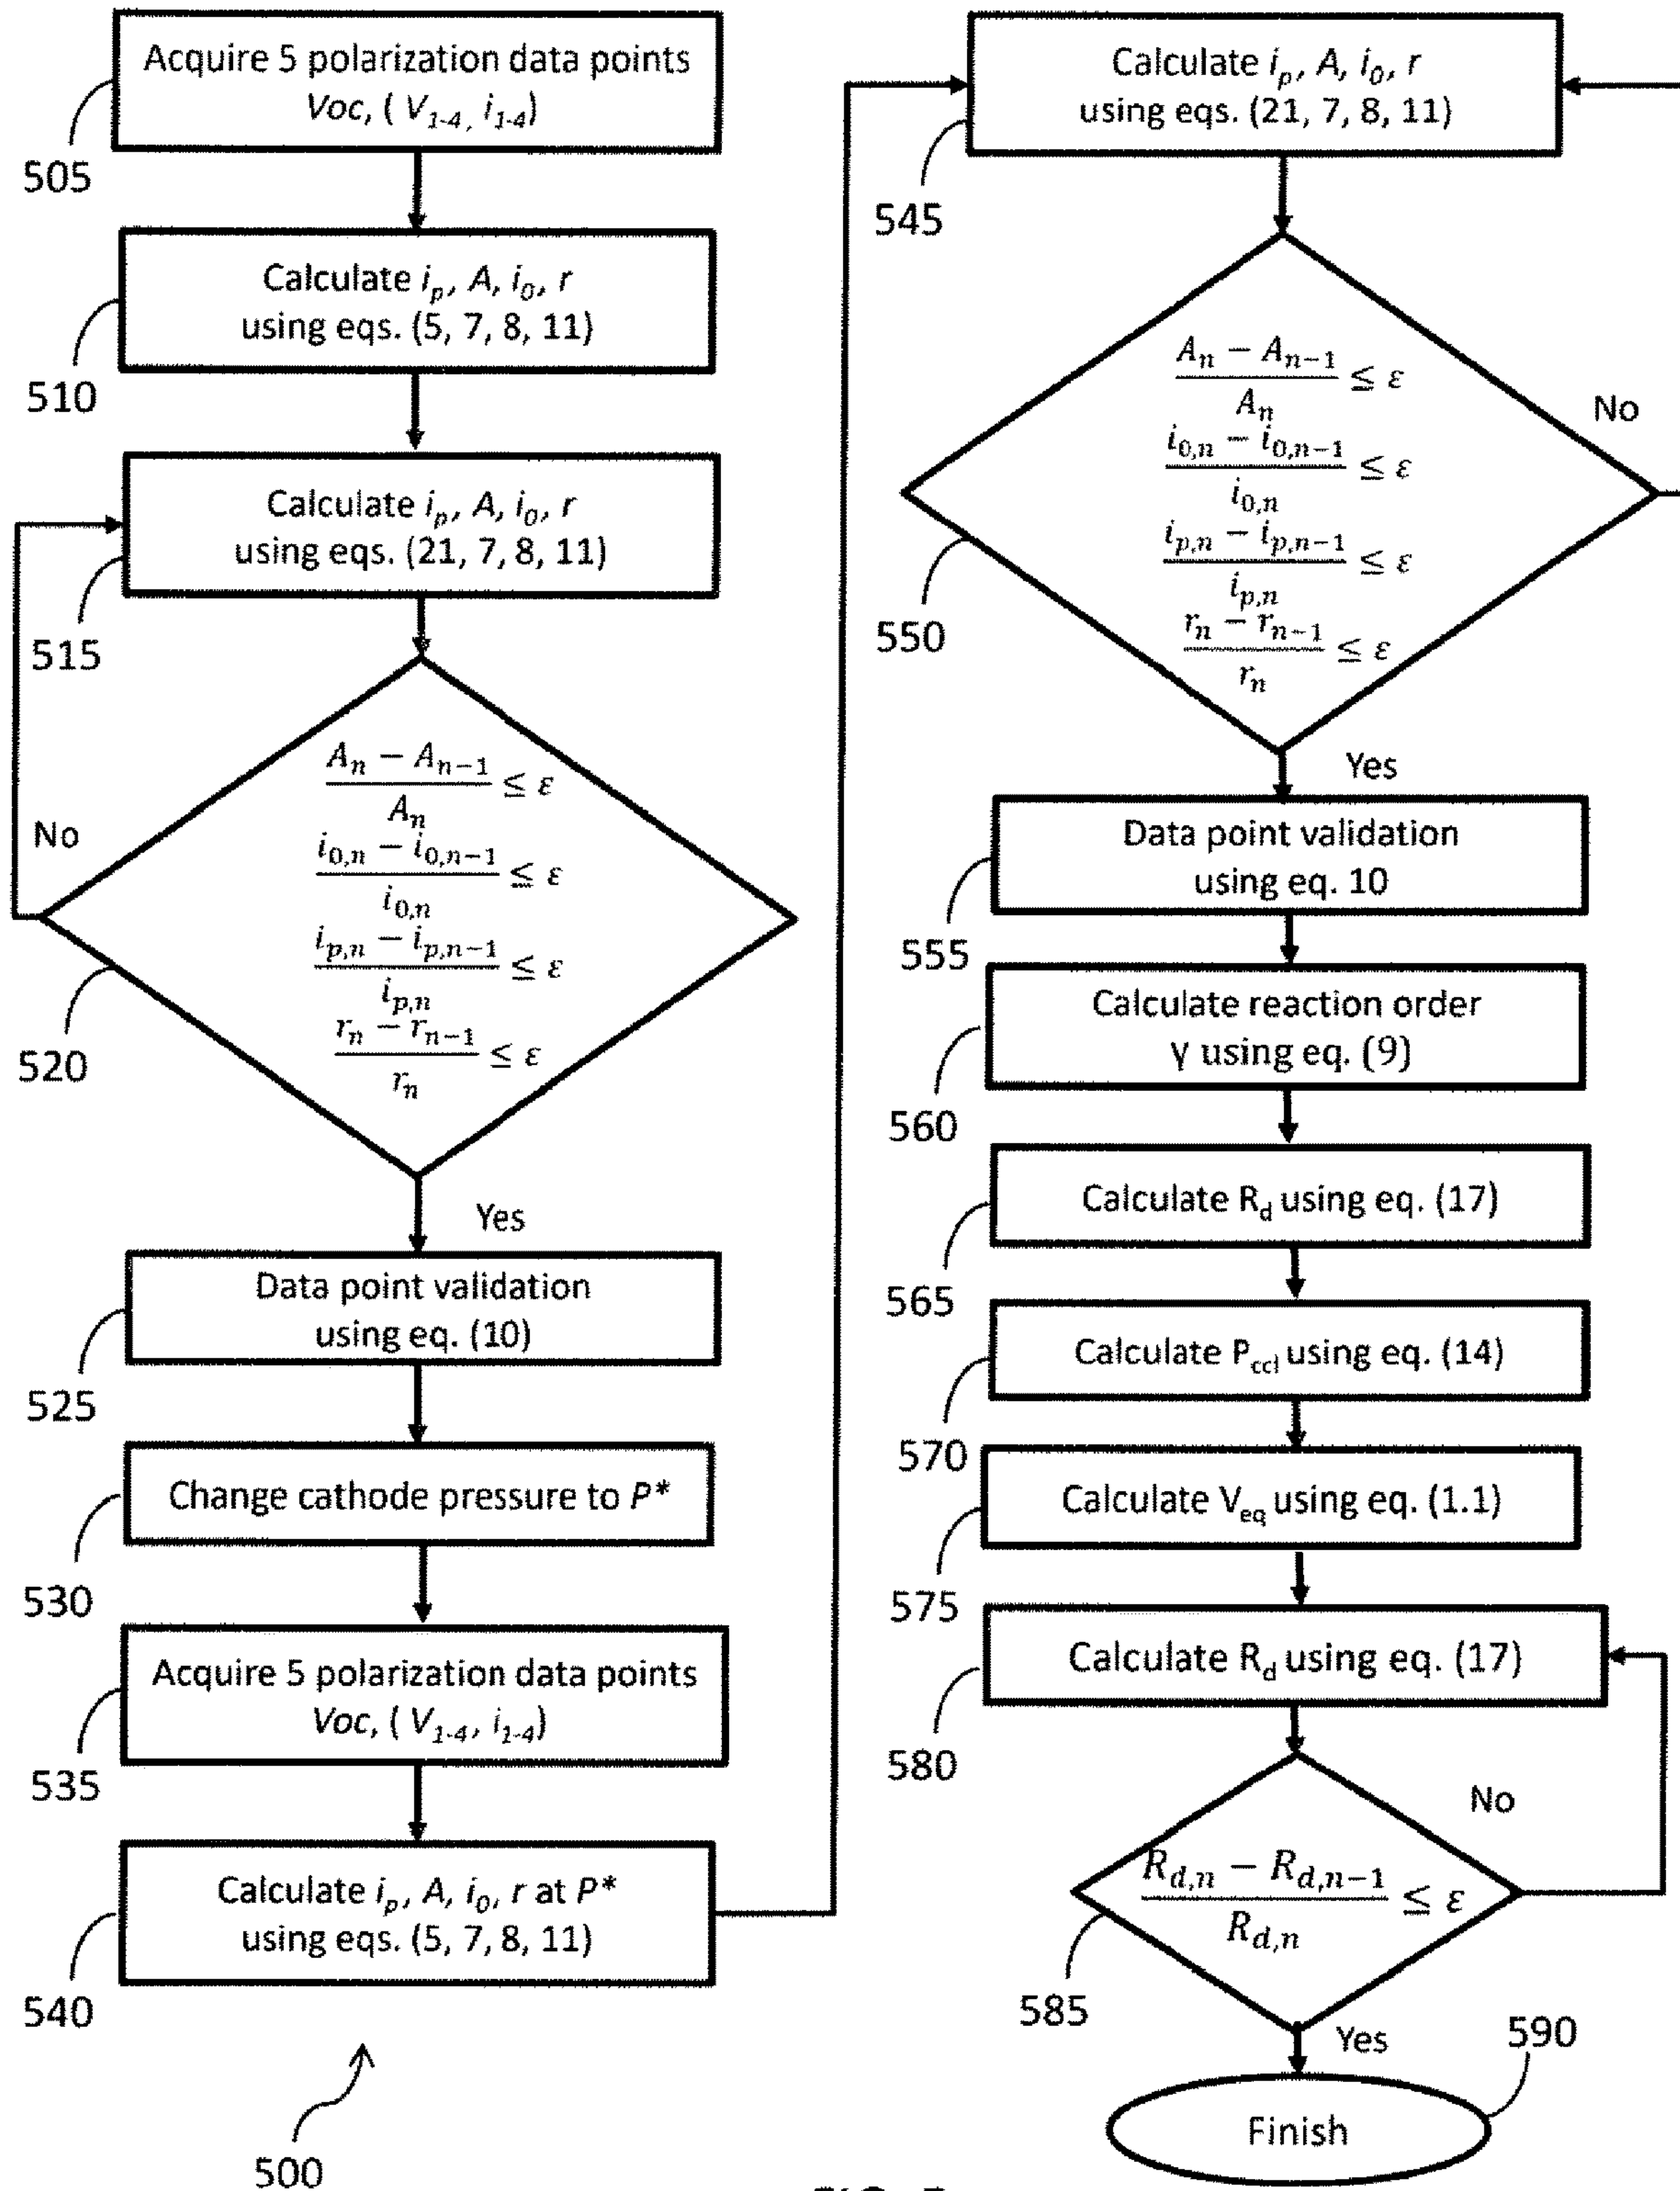 Acquire 5 polarization data points
Voc, ( V₁₋₄, i₁₋₄)
505
Calculate iₚ, A, i₀, r
using eqs. (5, 7, 8, 11)
510
Calculate iₚ, A, i₀, r
using eqs. (21, 7, 8, 11)
515
Aₙ − Aₙ₋₁
≤ ε
Aₙ
No
i₀,ₙ − i₀,ₙ₋₁
≤ ε
i₀,ₙ
iₚ,ₙ − iₚ,ₙ₋₁
≤ ε
iₚ,ₙ
rₙ − rₙ₋₁
≤ ε
rₙ
520
Yes
Data point validation
using eq. (10)
525
Change cathode pressure to P*
530
Acquire 5 polarization data points
Voc, ( V₁₋₄, i₁₋₄)
535
Calculate iₚ, A, i₀, r at P*
using eqs. (5, 7, 8, 11)
540
500
Calculate iₚ, A, i₀, r
using eqs. (21, 7, 8, 11)
545
Aₙ − Aₙ₋₁
≤ ε
Aₙ
No
i₀,ₙ − i₀,ₙ₋₁
≤ ε
i₀,ₙ
iₚ,ₙ − iₚ,ₙ₋₁
≤ ε
iₚ,ₙ
rₙ − rₙ₋₁
≤ ε
rₙ
550
Yes
Data point validation
using eq. 10
555
Calculate reaction order
γ using eq. (9)
560
Calculate R_d using eq. (17)
565
Calculate P_ccl using eq. (14)
570
Calculate V_eq using eq. (1.1)
575
Calculate R_d using eq. (17)
580
No
R_d,n − R_d,n−1
≤ ε
R_d,n
585
Yes
590
Finish